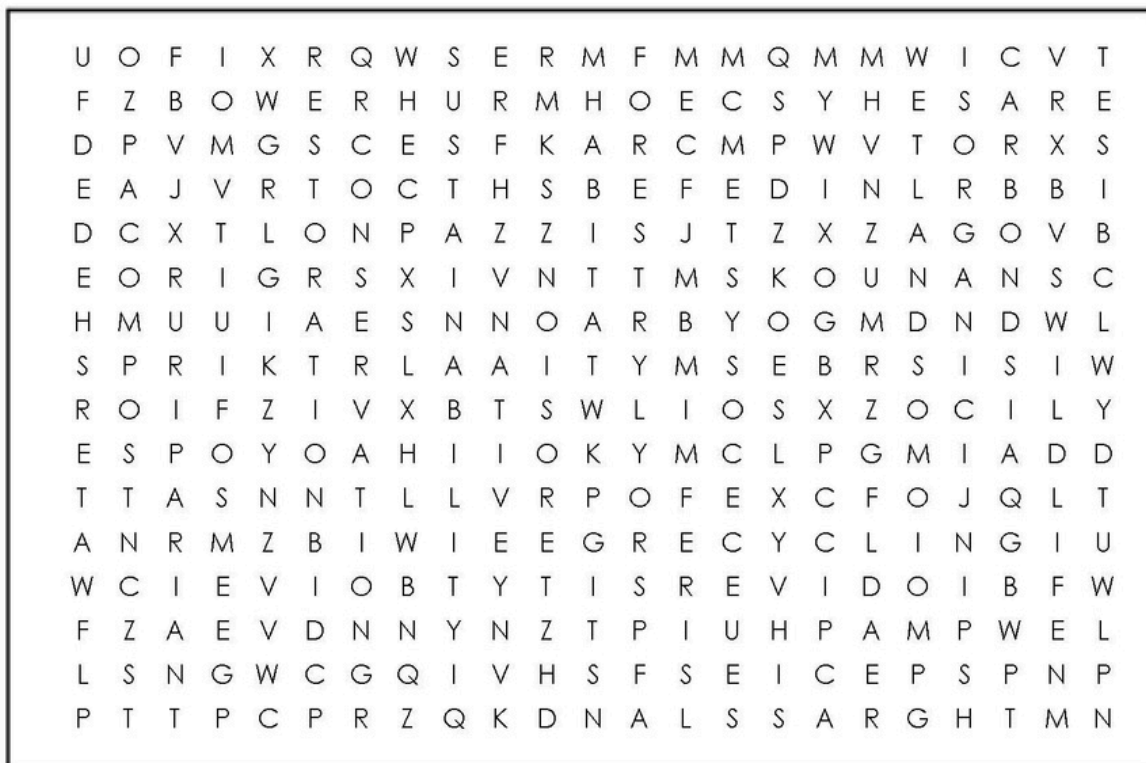 U O F I X R Q W S E R M F M M Q M M W I C V T
F Z B O W E R H U R M H O E C S Y H E S A R E
D P V M G S C E S F K A R C M P W V T O R X S
E A J V R T O C T H S B E F E D I N L R B B I
D C X T L O N P A Z Z I S J T Z X Z A G O V B
E O R I G R S X I V N T T M S K O U N A N S C
H M U U I A E S N N O A R B Y O G M D N D W L
S P R I K T R L A A I T Y M S E B R S I S I W
R O I F Z I V X B T S W L I O S X Z O C I L Y
E S P O Y O A H I I O K Y M C L P G M I A D D
T T A S N N T L L V R P O F E X C F O J Q L T
A N R M Z B I W I E E G R E C Y C L I N G I U
W C I E V I O B T Y T I S R E V I D O I B F W
F Z A E V D N N Y N Z T P I U H P A M P W E L
L S N G W C G Q I V H S F S E I C E P S P N P
P T T P C P R Z Q K D N A L S S A R G H T M N